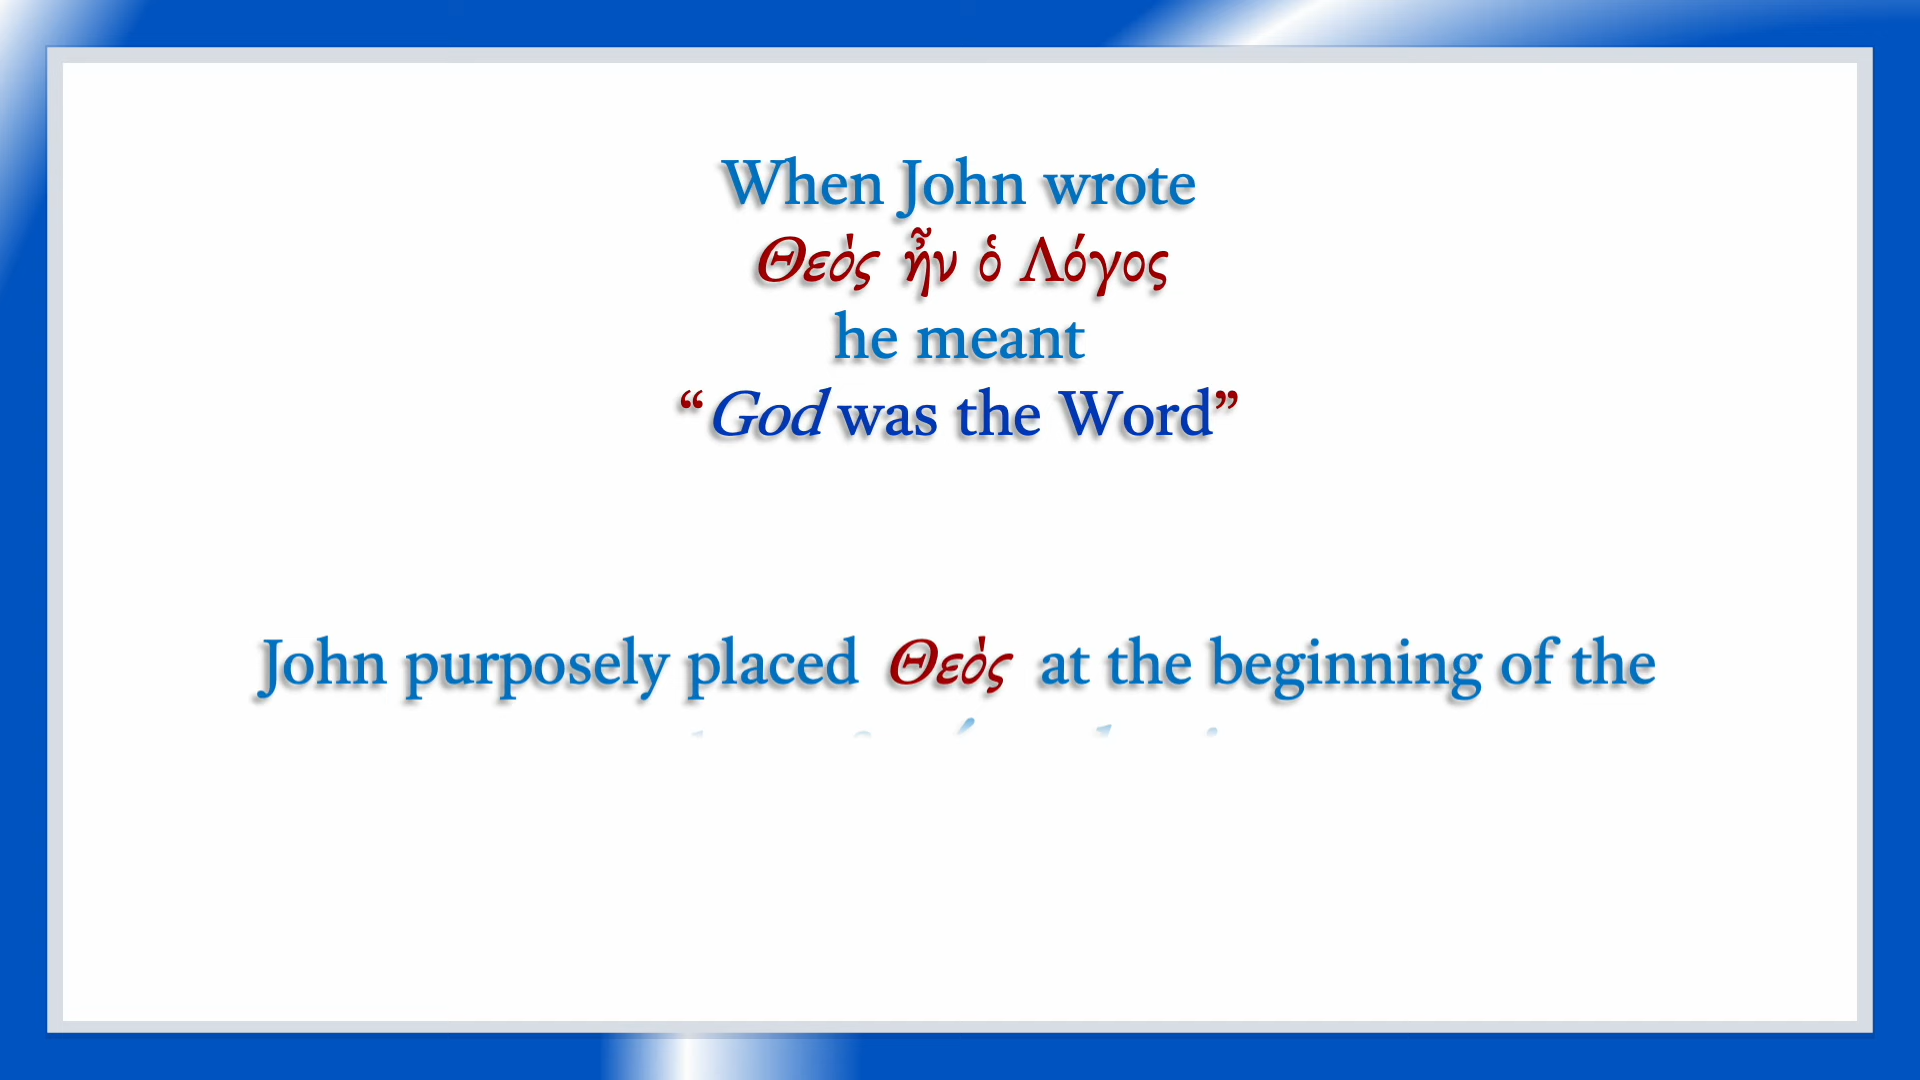 When John wrote
Θεὸς ἦν ὁ Λόγος
he meant
“God was the Word”
John purposely placed Θεὸς at the beginning of the